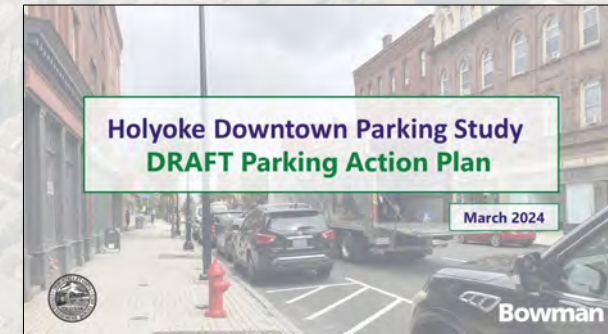 Holyoke Downtown Parking Study
DRAFT Parking Action Plan
March 2024
Bowman